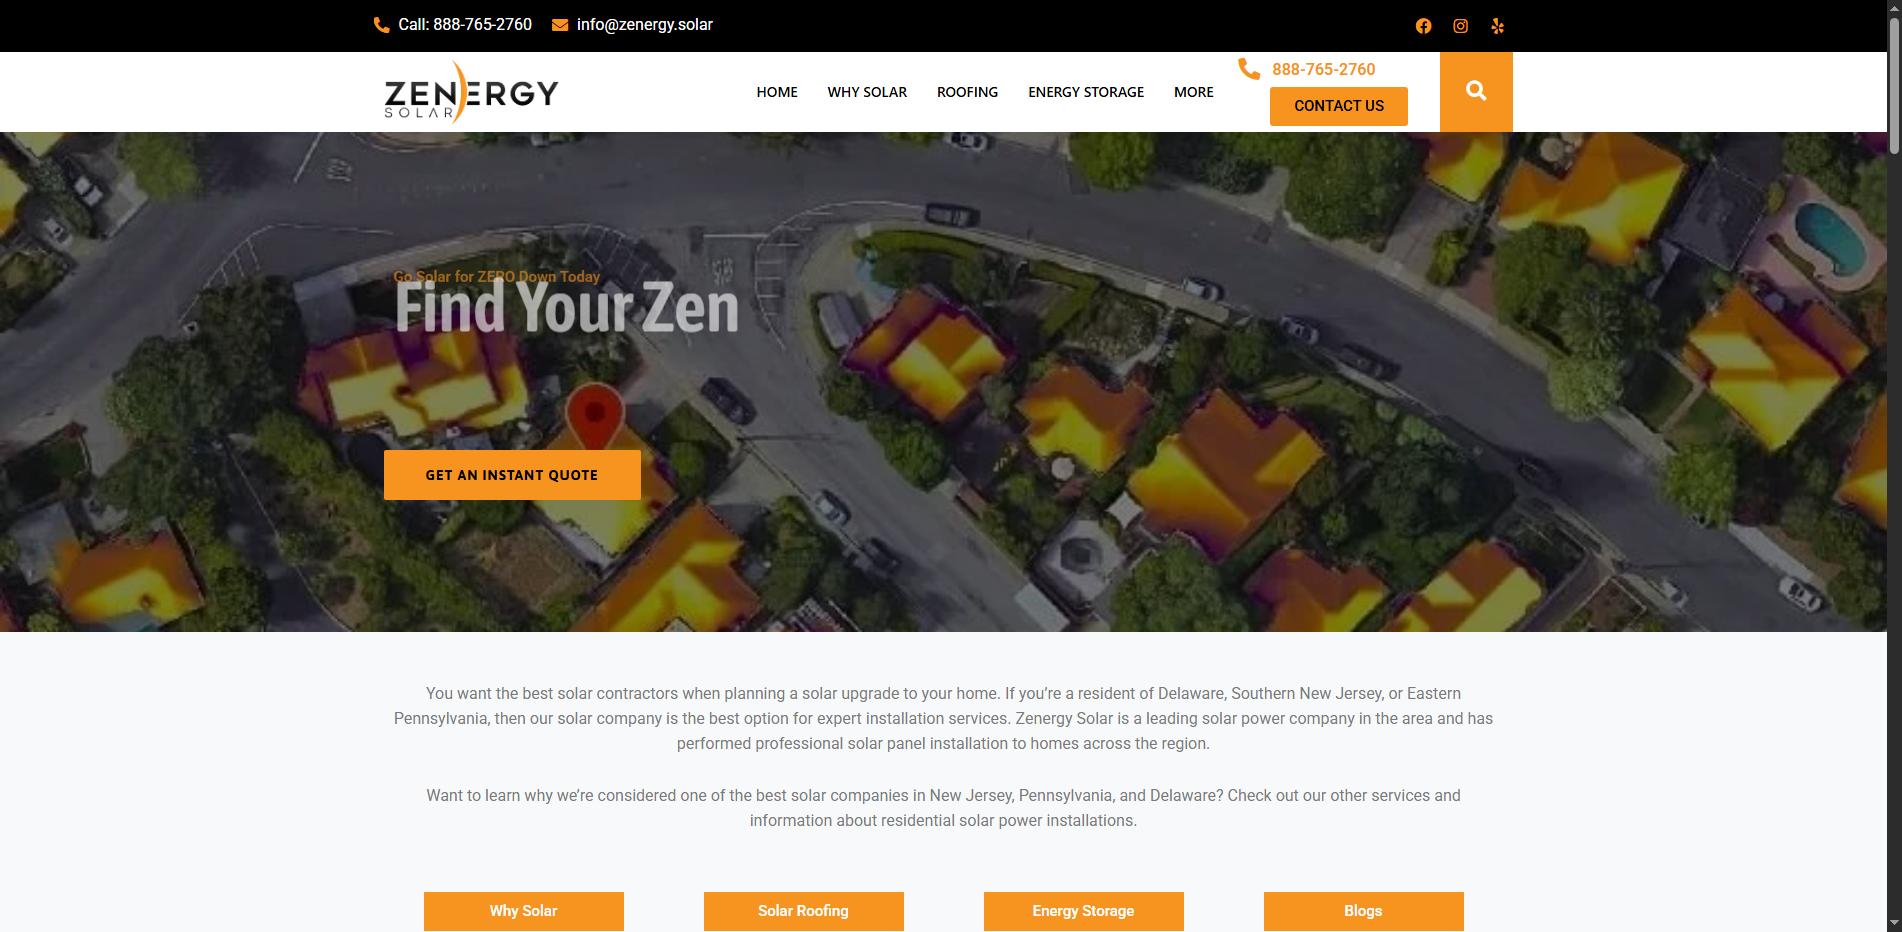 Call: 888-765-2760
info@zenergy.solar
ZENERGY
SOLAR
HOME
WHY SOLAR
ROOFING
ENERGY STORAGE
MORE
888-765-2760
CONTACT US
Go Solar for ZERO Down Today
Find Your Zen
GET AN INSTANT QUOTE
You want the best solar contractors when planning a solar upgrade to your home. If you’re a resident of Delaware, Southern New Jersey, or Eastern
Pennsylvania, then our solar company is the best option for expert installation services. Zenergy Solar is a leading solar power company in the area and has
performed professional solar panel installation to homes across the region.
Want to learn why we’re considered one of the best solar companies in New Jersey, Pennsylvania, and Delaware? Check out our other services and
information about residential solar power installations.
Why Solar
Solar Roofing
Energy Storage
Blogs